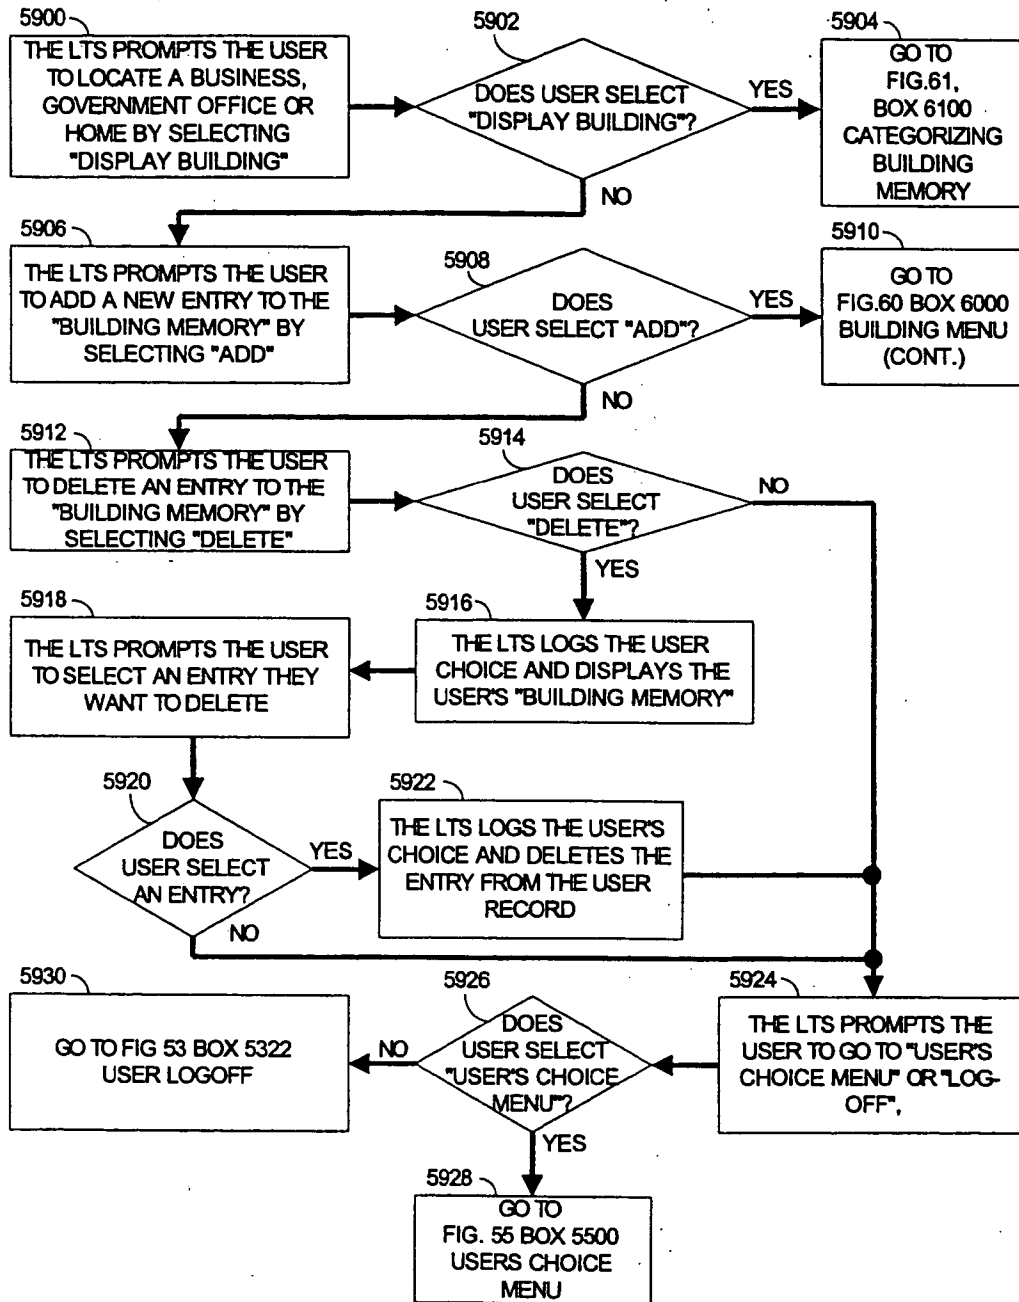 5900
THE LTS PROMPTS THE USER
TO LOCATE A BUSINESS,
GOVERNMENT OFFICE OR
HOME BY SELECTING
"DISPLAY BUILDING"
5902
DOES USER SELECT
"DISPLAY BUILDING"?
YES
NO
5904
GO TO
FIG.61,
BOX 6100
CATEGORIZING
BUILDING
MEMORY
5906
THE LTS PROMPTS THE USER
TO ADD A NEW ENTRY TO THE
"BUILDING MEMORY" BY
SELECTING "ADD"
5908
DOES
USER SELECT "ADD"?
YES
NO
5910
GO TO
FIG.60 BOX 6000
BUILDING MENU
(CONT.)
5912
THE LTS PROMPTS THE USER
TO DELETE AN ENTRY TO THE
"BUILDING MEMORY" BY
SELECTING "DELETE"
5914
DOES
USER SELECT
"DELETE"?
NO
YES
5916
THE LTS LOGS THE USER
CHOICE AND DISPLAYS THE
USER'S "BUILDING MEMORY"
5918
THE LTS PROMPTS THE USER
TO SELECT AN ENTRY THEY
WANT TO DELETE
5920
DOES
USER SELECT
AN ENTRY?
YES
NO
5922
THE LTS LOGS THE USER'S
CHOICE AND DELETES THE
ENTRY FROM THE USER
RECORD
5924
THE LTS PROMPTS THE
USER TO GO TO "USER'S
CHOICE MENU" OR "LOG-
OFF",
5926
DOES
USER SELECT
"USER'S CHOICE
MENU"?
NO
YES
5930
GO TO FIG 53 BOX 5322
USER LOGOFF
5928
GO TO
FIG. 55 BOX 5500
USERS CHOICE
MENU